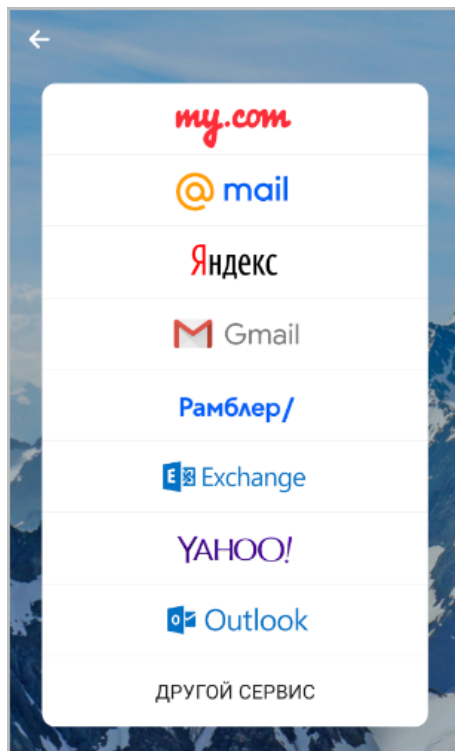 my.com
@ mail
Яндекс
Gmail
Рамблер/
Exchange
YAHOO!
Outlook
ДРУГОЙ СЕРВИС